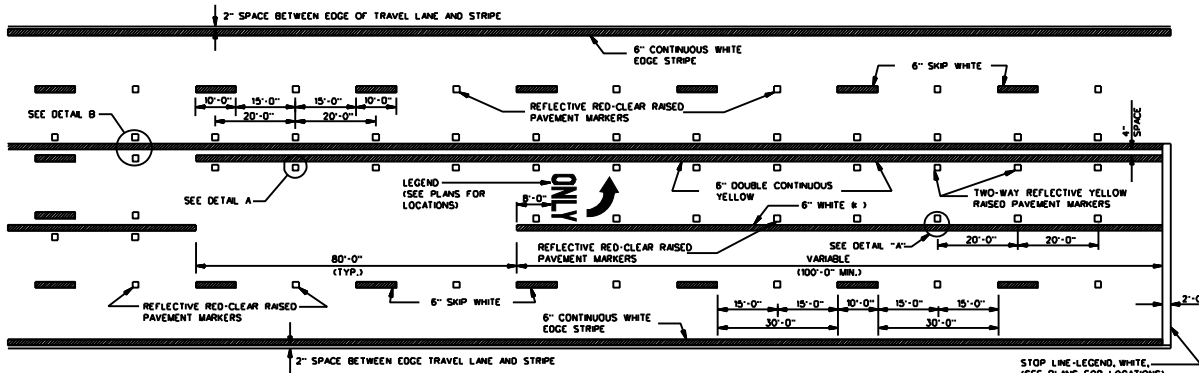 2" SPACE BETWEEN EDGE OF TRAVEL LANE AND STRIPE
6" CONTINUOUS WHITE
EDGE STRIPE
6" SKIP WHITE
10'-0"
15'-0"
15'-0"
10'-0"
20'-0"
20'-0"
REFLECTIVE RED-CLEAR RAISED
PAVEMENT MARKERS
SEE DETAIL B
4"
SPACE
SEE DETAIL A
LEGEND
(SEE PLANS FOR
LOCATIONS)
8'-0"
ONLY
6" DOUBLE CONTINUOUS
YELLOW
TWO-WAY REFLECTIVE YELLOW
RAISED PAVEMENT MARKERS
6" WHITE
REFLECTIVE RED-CLEAR RAISED
PAVEMENT MARKERS
SEE DETAIL "A"
20'-0"
20'-0"
80'-0"
(TYP.)
VARIABLE
(100'-0" MIN.)
REFLECTIVE RED-CLEAR RAISED
PAVEMENT MARKERS
6" SKIP WHITE
6" CONTINUOUS WHITE
EDGE STRIPE
15'-0"
15'-0"
10'-0"
15'-0"
15'-0"
30'-0"
30'-0"
2" SPACE BETWEEN EDGE TRAVEL LANE AND STRIPE
STOP LINE-LEGEND, WHITE,
(SEE PLANS FOR LOCATIONS)